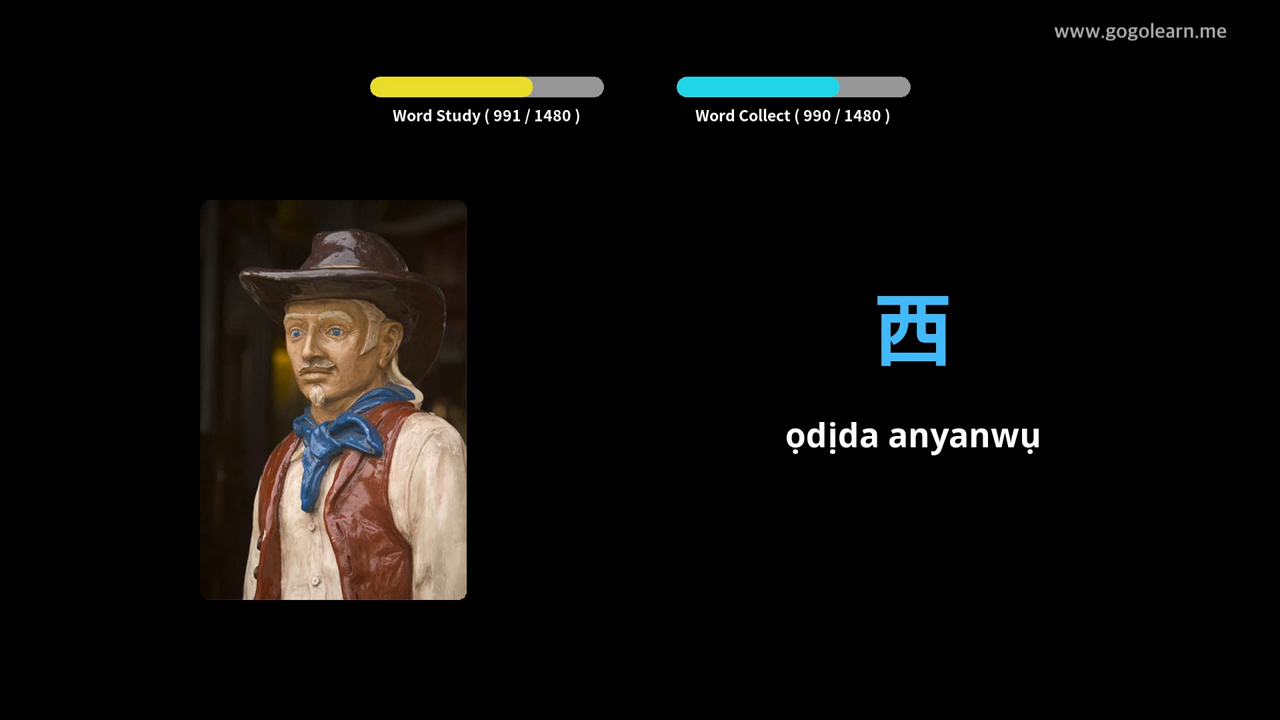 www.gogolearn.me
Word Study ( 991 / 1480 )
Word Collect ( 990 / 1480 )
西
ọdịda anyanwụ